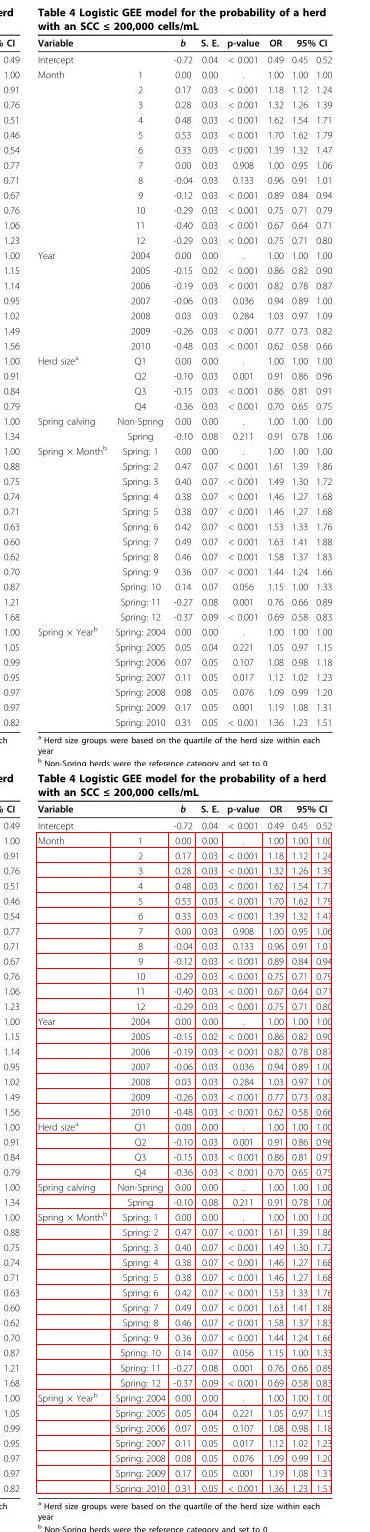 Table 4 Logistic GEE model for the probability of a herd
with an SCC ≤ 200,000 cells/mL
% CI Variable b S. E. p-value OR 95% CI
0.49 Intercept -0.72 0.04 < 0.001 0.49 0.45 0.52
1.00 Month 1 0.00 0.00 . 1.00 1.00 1.00
0.91 2 0.17 0.03 < 0.001 1.18 1.12 1.24
0.76 3 0.28 0.03 < 0.001 1.32 1.26 1.39
0.51 4 0.48 0.03 < 0.001 1.62 1.54 1.71
0.46 5 0.53 0.03 < 0.001 1.70 1.62 1.79
0.54 6 0.33 0.03 < 0.001 1.39 1.32 1.47
0.77 7 0.00 0.03 0.908 1.00 0.95 1.06
0.71 8 -0.04 0.03 0.133 0.96 0.91 1.01
0.67 9 -0.12 0.03 < 0.001 0.89 0.84 0.94
0.76 10 -0.29 0.03 < 0.001 0.75 0.71 0.79
1.06 11 -0.40 0.03 < 0.001 0.67 0.64 0.71
1.23 12 -0.29 0.03 < 0.001 0.75 0.71 0.80
1.00 Year 2004 0.00 0.00 . 1.00 1.00 1.00
1.15 2005 -0.15 0.02 < 0.001 0.86 0.82 0.90
1.14 2006 -0.19 0.03 < 0.001 0.82 0.78 0.87
0.95 2007 -0.06 0.03 0.036 0.94 0.89 1.00
1.02 2008 0.03 0.03 0.284 1.03 0.97 1.09
1.49 2009 -0.26 0.03 < 0.001 0.77 0.73 0.82
1.56 2010 -0.48 0.03 < 0.001 0.62 0.58 0.66
1.00 Herd sizeᵃ Q1 0.00 0.00 . 1.00 1.00 1.00
0.91 Q2 -0.10 0.03 0.001 0.91 0.86 0.96
0.84 Q3 -0.15 0.03 < 0.001 0.86 0.81 0.91
0.79 Q4 -0.36 0.03 < 0.001 0.70 0.65 0.75
1.00 Spring calving Non-Spring 0.00 0.00 . 1.00 1.00 1.00
1.34 Spring -0.10 0.08 0.211 0.91 0.78 1.06
1.00 Spring × Monthᵇ Spring: 1 0.00 0.00 . 1.00 1.00 1.00
0.88 Spring: 2 0.47 0.07 < 0.001 1.61 1.39 1.86
0.75 Spring: 3 0.40 0.07 < 0.001 1.49 1.30 1.72
0.74 Spring: 4 0.38 0.07 < 0.001 1.46 1.27 1.68
0.71 Spring: 5 0.38 0.07 < 0.001 1.46 1.27 1.68
0.63 Spring: 6 0.42 0.07 < 0.001 1.53 1.33 1.76
0.60 Spring: 7 0.49 0.07 < 0.001 1.63 1.41 1.88
0.62 Spring: 8 0.46 0.07 < 0.001 1.58 1.37 1.83
0.70 Spring: 9 0.36 0.07 < 0.001 1.44 1.24 1.66
0.87 Spring: 10 0.14 0.07 0.056 1.15 1.00 1.33
1.21 Spring: 11 -0.27 0.08 0.001 0.76 0.66 0.89
1.68 Spring: 12 -0.37 0.09 < 0.001 0.69 0.58 0.83
1.00 Spring × Yearᵇ Spring: 2004 0.00 0.00 . 1.00 1.00 1.00
1.05 Spring: 2005 0.05 0.04 0.221 1.05 0.97 1.15
0.99 Spring: 2006 0.07 0.05 0.107 1.08 0.98 1.18
0.95 Spring: 2007 0.11 0.05 0.017 1.12 1.02 1.23
0.97 Spring: 2008 0.08 0.05 0.076 1.09 0.99 1.20
0.97 Spring: 2009 0.17 0.05 0.001 1.19 1.08 1.31
0.82 Spring: 2010 0.31 0.05 < 0.001 1.36 1.23 1.51
ᵃ Herd size groups were based on the quartile of the herd size within each
year
ᵇ Non-Spring herds were the reference category and set to 0
Table 4 Logistic GEE model for the probability of a herd
with an SCC ≤ 200,000 cells/mL
% CI Variable b S. E. p-value OR 95% CI
0.49 Intercept -0.72 0.04 < 0.001 0.49 0.45 0.52
1.00 Month 1 0.00 0.00 . 1.00 1.00 1.00
0.91 2 0.17 0.03 < 0.001 1.18 1.12 1.24
0.76 3 0.28 0.03 < 0.001 1.32 1.26 1.39
0.51 4 0.48 0.03 < 0.001 1.62 1.54 1.71
0.46 5 0.53 0.03 < 0.001 1.70 1.62 1.79
0.54 6 0.33 0.03 < 0.001 1.39 1.32 1.47
0.77 7 0.00 0.03 0.908 1.00 0.95 1.06
0.71 8 -0.04 0.03 0.133 0.96 0.91 1.01
0.67 9 -0.12 0.03 < 0.001 0.89 0.84 0.94
0.76 10 -0.29 0.03 < 0.001 0.75 0.71 0.79
1.06 11 -0.40 0.03 < 0.001 0.67 0.64 0.71
1.23 12 -0.29 0.03 < 0.001 0.75 0.71 0.80
1.00 Year 2004 0.00 0.00 . 1.00 1.00 1.00
1.15 2005 -0.15 0.02 < 0.001 0.86 0.82 0.90
1.14 2006 -0.19 0.03 < 0.001 0.82 0.78 0.87
0.95 2007 -0.06 0.03 0.036 0.94 0.89 1.00
1.02 2008 0.03 0.03 0.284 1.03 0.97 1.09
1.49 2009 -0.26 0.03 < 0.001 0.77 0.73 0.82
1.56 2010 -0.48 0.03 < 0.001 0.62 0.58 0.66
1.00 Herd sizeᵃ Q1 0.00 0.00 . 1.00 1.00 1.00
0.91 Q2 -0.10 0.03 0.001 0.91 0.86 0.96
0.84 Q3 -0.15 0.03 < 0.001 0.86 0.81 0.91
0.79 Q4 -0.36 0.03 < 0.001 0.70 0.65 0.75
1.00 Spring calving Non-Spring 0.00 0.00 . 1.00 1.00 1.00
1.34 Spring -0.10 0.08 0.211 0.91 0.78 1.06
1.00 Spring × Monthᵇ Spring: 1 0.00 0.00 . 1.00 1.00 1.00
0.88 Spring: 2 0.47 0.07 < 0.001 1.61 1.39 1.86
0.75 Spring: 3 0.40 0.07 < 0.001 1.49 1.30 1.72
0.74 Spring: 4 0.38 0.07 < 0.001 1.46 1.27 1.68
0.71 Spring: 5 0.38 0.07 < 0.001 1.46 1.27 1.68
0.63 Spring: 6 0.42 0.07 < 0.001 1.53 1.33 1.76
0.60 Spring: 7 0.49 0.07 < 0.001 1.63 1.41 1.88
0.62 Spring: 8 0.46 0.07 < 0.001 1.58 1.37 1.83
0.70 Spring: 9 0.36 0.07 < 0.001 1.44 1.24 1.66
0.87 Spring: 10 0.14 0.07 0.056 1.15 1.00 1.33
1.21 Spring: 11 -0.27 0.08 0.001 0.76 0.66 0.89
1.68 Spring: 12 -0.37 0.09 < 0.001 0.69 0.58 0.83
1.00 Spring × Yearᵇ Spring: 2004 0.00 0.00 . 1.00 1.00 1.00
1.05 Spring: 2005 0.05 0.04 0.221 1.05 0.97 1.15
0.99 Spring: 2006 0.07 0.05 0.107 1.08 0.98 1.18
0.95 Spring: 2007 0.11 0.05 0.017 1.12 1.02 1.23
0.97 Spring: 2008 0.08 0.05 0.076 1.09 0.99 1.20
0.97 Spring: 2009 0.17 0.05 0.001 1.19 1.08 1.31
0.82 Spring: 2010 0.31 0.05 < 0.001 1.36 1.23 1.51
ᵃ Herd size groups were based on the quartile of the herd size within each
year
ᵇ Non-Spring herds were the reference category and set to 0